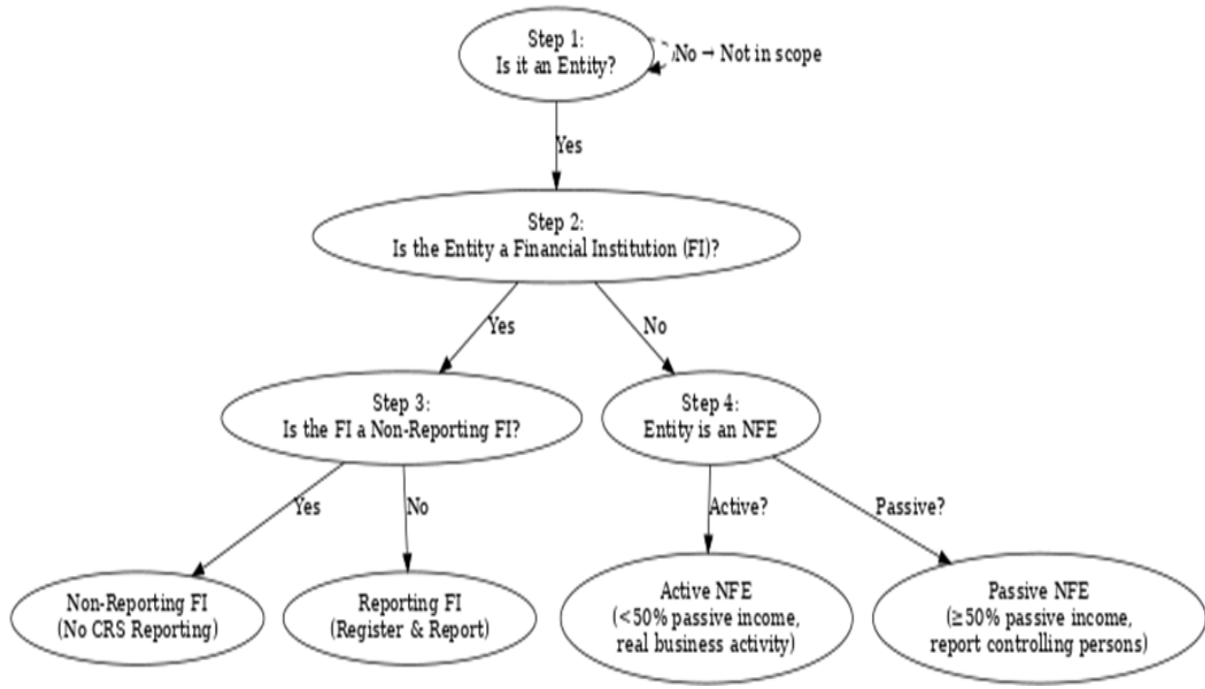 Step 1:
Is it an Entity?
No → Not in scope
Yes
Step 2:
Is the Entity a Financial Institution (FI)?
Yes
No
Step 3:
Is the FI a Non-Reporting FI?
Step 4:
Entity is an NFE
Yes
No
Active?
Passive?
Non-Reporting FI
(No CRS Reporting)
Reporting FI
(Register & Report)
Active NFE
(<50% passive income,
real business activity)
Passive NFE
(≥50% passive income,
report controlling persons)